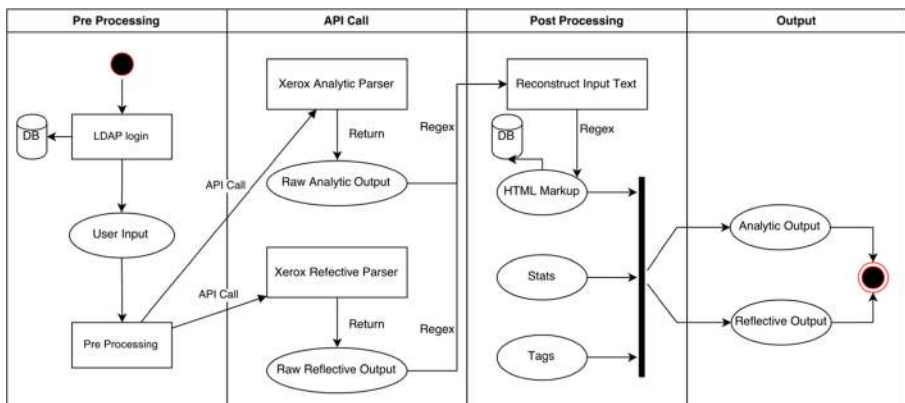 Pre Processing
API Call
Post Processing
Output
DB
LDAP login
User Input
Pre Processing
API Call
API Call
Xerox Analytic Parser
Return
Regex
Raw Analytic Output
Xerox Refective Parser
Return
Regex
Raw Reflective Output
Reconstruct Input Text
Regex
DB
HTML Markup
Stats
Tags
Analytic Output
Reflective Output